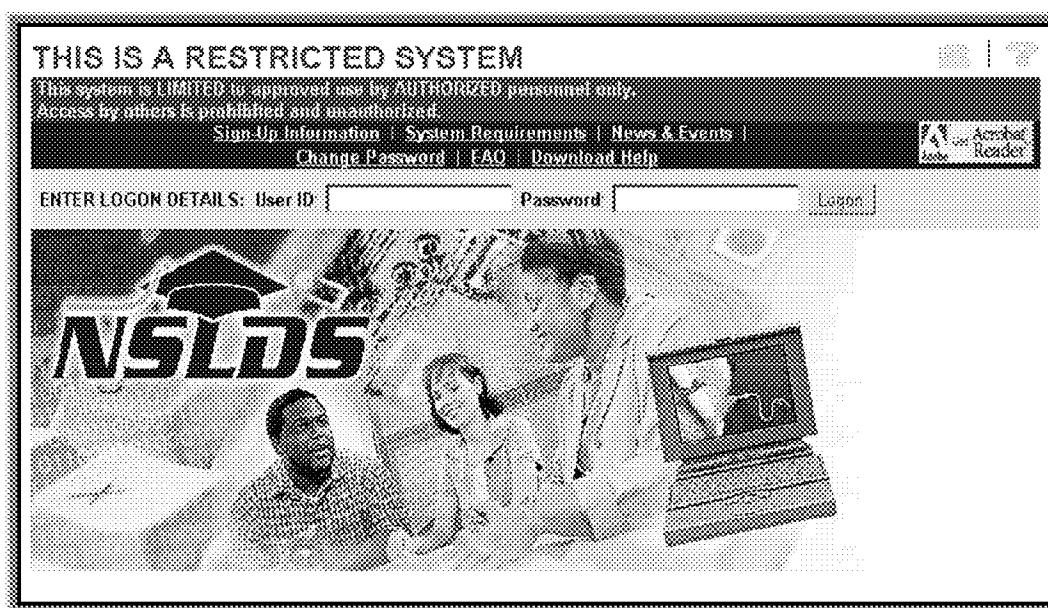 THIS IS A RESTRICTED SYSTEM
This system is LIMITED to approved use by AUTHORIZED personnel only.
Access by others is prohibited and unauthorized.
Sign-Up Information | System Requirements | News & Events |
Change Password | FAQ | Download Help
Adobe Acrobat
Reader
ENTER LOGON DETAILS: User ID: Password: Logon
NSLDS